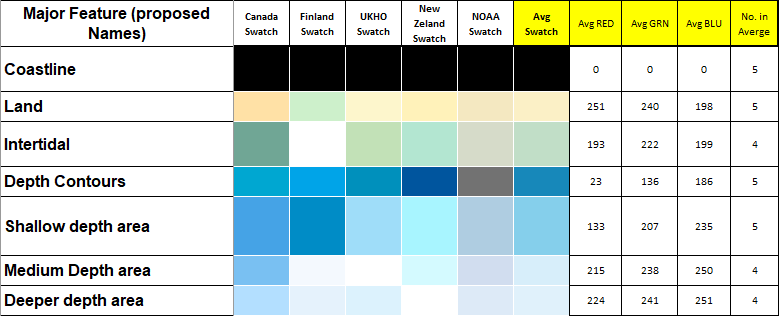 Major Feature (proposed Names) Canada Swatch Finland Swatch UKHO Swatch New Zeland Swatch NOAA Swatch Avg Swatch Avg RED Avg GRN Avg BLU No. in Averge
Coastline 0 0 0 5
Land 251 240 198 5
Intertidal 193 222 199 4
Depth Contours 23 136 186 5
Shallow depth area 133 207 235 5
Medium Depth area 215 238 250 4
Deeper depth area 224 241 251 4